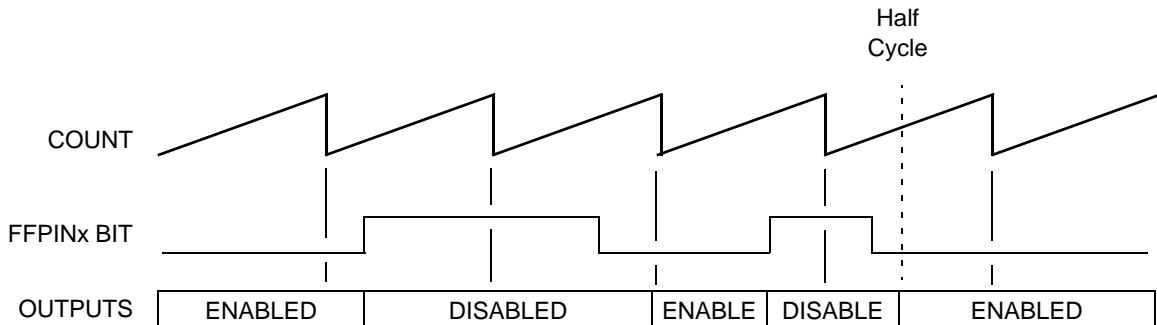 Half
Cycle
COUNT
FFPINx BIT
OUTPUTS ENABLED DISABLED ENABLE DISABLE ENABLED